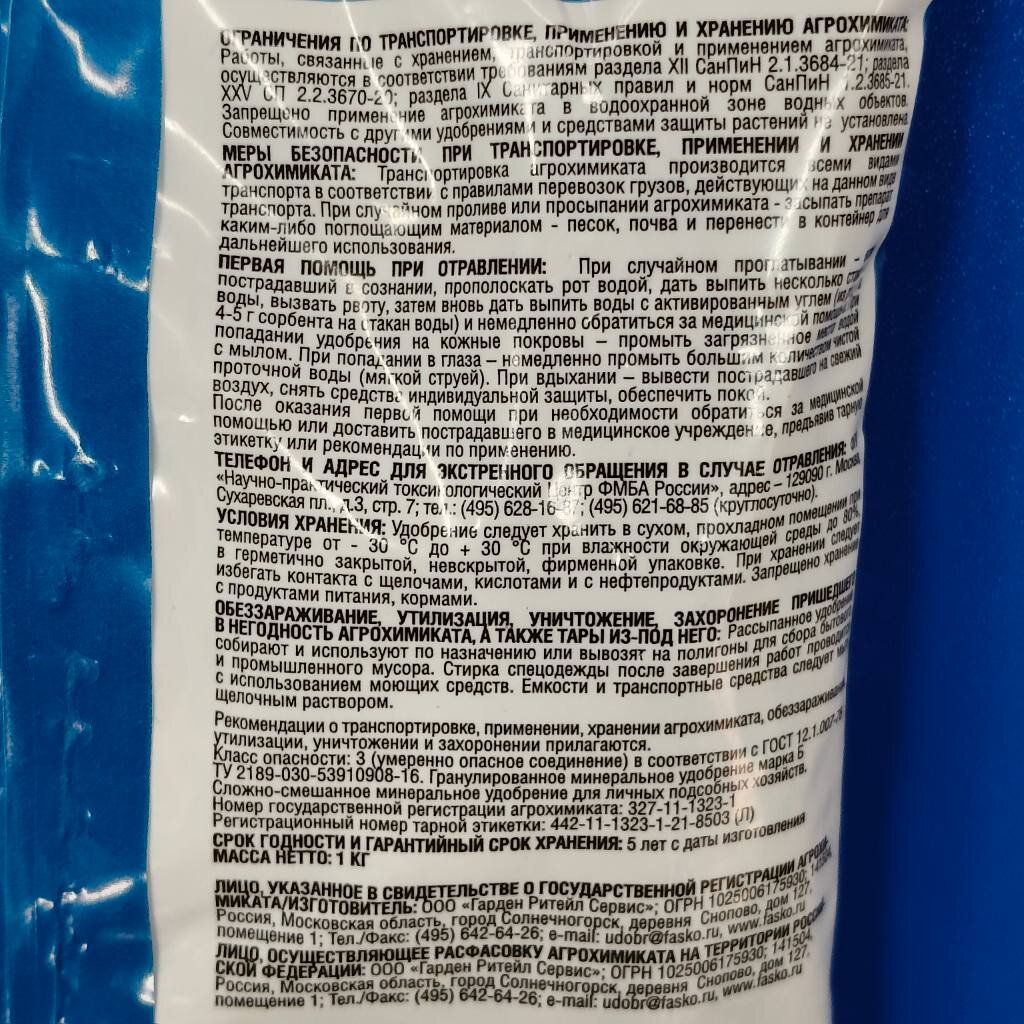 ОГРАНИЧЕНИЯ ПО ТРАНСПОРТИРОВКЕ, ПРИМЕНЕНИЮ И ХРАНЕНИЮ АГРОХИМИКАТА:
Работы, связанные с хранением, транспортировкой и применением агрохимиката,
осуществляются в соответствии требованиям раздела XII СанПиН 2.1.3684-21; раздела
XXV СП 2.2.3670-20; раздела IX Санитарных правил и норм СанПиН 1.2.3685-21.
Запрещено применение агрохимиката в водоохранной зоне водных объектов.
Совместимость с другими удобрениями и средствами защиты растений не установлена.
МЕРЫ БЕЗОПАСНОСТИ ПРИ ТРАНСПОРТИРОВКЕ, ПРИМЕНЕНИИ И ХРАНЕНИИ
АГРОХИМИКАТА: Транспортировка агрохимиката производится всеми видами
транспорта в соответствии с правилами перевозок грузов, действующих на данном виде
транспорта. При случайном проливе или просыпании агрохимиката - засыпать препарат
каким-либо поглощающим материалом - песок, почва и перенести в контейнер для
дальнейшего использования.
ПЕРВАЯ ПОМОЩЬ ПРИ ОТРАВЛЕНИИ: При случайном проглатывании –
пострадавший в сознании, прополоскать рот водой, дать выпить несколько
воды, вызвать рвоту, затем вновь дать выпить воды с активированным углем
4-5 г сорбента на стакан воды) и немедленно обратиться за медицинской помощью.
попадании удобрения на кожные покровы – промыть загрязненное место водой
с мылом. При попадании в глаза – немедленно промыть большим количеством чистой
проточной воды (мягкой струей). При вдыхании – вывести пострадавшего на свежий
воздух, снять средства индивидуальной защиты, обеспечить покой.
После оказания первой помощи при необходимости обратиться за медицинской
помощью или доставить пострадавшего в медицинское учреждение, предъявив тарную
этикетку или рекомендации по применению.
ТЕЛЕФОН И АДРЕС ДЛЯ ЭКСТРЕННОГО ОБРАЩЕНИЯ В СЛУЧАЕ ОТРАВЛЕНИЯ:
«Научно-практический токсикологический Центр ФМБА России», адрес – 129090 г. Москва,
Сухаревская пл., д.3, стр. 7; тел.: (495) 628-16-87; (495) 621-68-85 (круглосуточно).
УСЛОВИЯ ХРАНЕНИЯ: Удобрение следует хранить в сухом, прохладном помещении при
температуре от - 30 °С до + 30 °С при влажности окружающей среды до 80%,
в герметично закрытой, невскрытой, фирменной упаковке. При хранении следует
избегать контакта с щелочами, кислотами и с нефтепродуктами. Запрещено хранение
с продуктами питания, кормами.
ОБЕЗЗАРАЖИВАНИЕ, УТИЛИЗАЦИЯ, УНИЧТОЖЕНИЕ, ЗАХОРОНЕНИЕ ПРИШЕДШЕГО
В НЕГОДНОСТЬ АГРОХИМИКАТА, А ТАКЖЕ ТАРЫ ИЗ-ПОД НЕГО: Рассыпанное удобрение
собирают и используют по назначению или вывозят на полигоны для сбора бытового
и промышленного мусора. Стирка спецодежды после завершения работ проводится
с использованием моющих средств. Емкости и транспортные средства следует мыть
щелочным раствором.
Рекомендации о транспортировке, применении, хранении агрохимиката, обеззараживании,
утилизации, уничтожении и захоронении прилагаются.
Класс опасности: 3 (умеренно опасное соединение) в соответствии с ГОСТ 12.1.007-76
ТУ 2189-030-53910908-16. Гранулированное минеральное удобрение марка Б
Сложно-смешанное минеральное удобрение для личных подсобных хозяйств.
Номер государственной регистрации агрохимиката: 327-11-1323-1
Регистрационный номер тарной этикетки: 442-11-1323-1-21-8503 (Л)
СРОК ГОДНОСТИ И ГАРАНТИЙНЫЙ СРОК ХРАНЕНИЯ: 5 лет с даты изготовления
МАССА НЕТТО: 1 КГ
ЛИЦО, УКАЗАННОЕ В СВИДЕТЕЛЬСТВЕ О ГОСУДАРСТВЕННОЙ РЕГИСТРАЦИИ АГРОХИ-
МИКАТА/ИЗГОТОВИТЕЛЬ: ООО «Гарден Ритейл Сервис»; ОГРН 1025006175930; 141504,
Россия, Московская область, город Солнечногорск, деревня Снопово, дом 127,
помещение 1; Тел./Факс: (495) 642-64-26; e-mail: udobr@fasko.ru, www.fasko.ru
ЛИЦО, ОСУЩЕСТВЛЯЮЩЕЕ РАСФАСОВКУ АГРОХИМИКАТА НА ТЕРРИТОРИИ РОССИЙ-
СКОЙ ФЕДЕРАЦИИ: ООО «Гарден Ритейл Сервис»; ОГРН 1025006175930; 141504,
Россия, Московская область, город Солнечногорск, деревня Снопово, дом 127,
помещение 1; Тел./Факс: (495) 642-64-26; e-mail: udobr@fasko.ru, www.fasko.ru